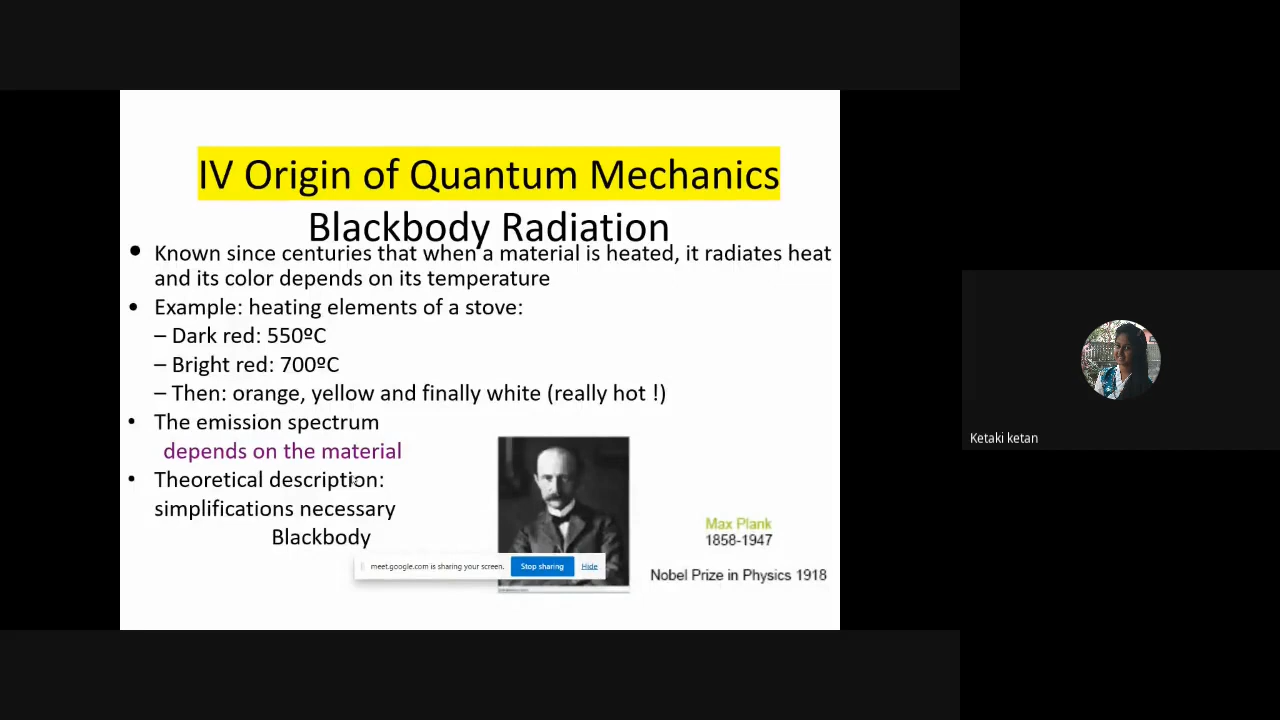 IV Origin of Quantum Mechanics
Blackbody Radiation
• Known since centuries that when a material is heated, it radiates heat
and its color depends on its temperature
• Example: heating elements of a stove:
– Dark red: 550ºC
– Bright red: 700ºC
– Then: orange, yellow and finally white (really hot !)
• The emission spectrum
depends on the material
• Theoretical description:
simplifications necessary
Blackbody
Max Plank
1858-1947
Nobel Prize in Physics 1918
meet.google.com is sharing your screen.
Stop sharing
Hide
Ketaki ketan